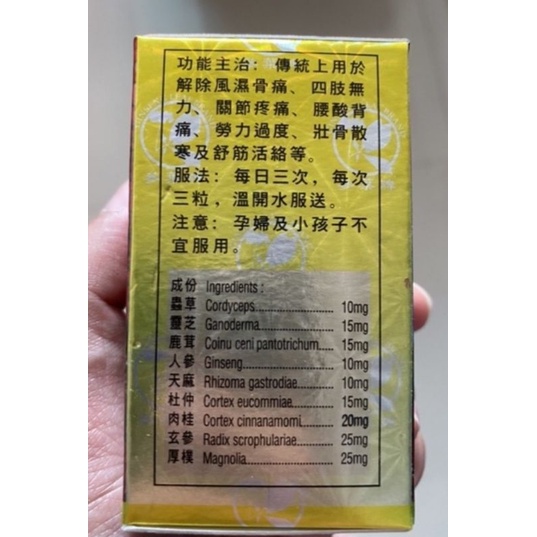 功能主治：傳統上用於
解除風濕骨痛、四肢無
力、關節疼痛、腰酸背
痛、勞力過度、壯骨散
寒及舒筋活絡等。
服法：每日三次，每次
三粒，溫開水服送。
注意：孕婦及小孩子不
宜服用。
成份 Ingredients :
蟲草 Cordyceps 10mg
靈芝 Ganoderma 15mg
鹿茸 Coinu ceni pantotrichum 15mg
人參 Ginseng 10mg
天麻 Rhizoma gastrodiae 10mg
杜仲 Cortex eucommiae 15mg
肉桂 Cortex cinnanamomi 20mg
玄參 Radix scrophulariae 25mg
厚樸 Magnolia 25mg